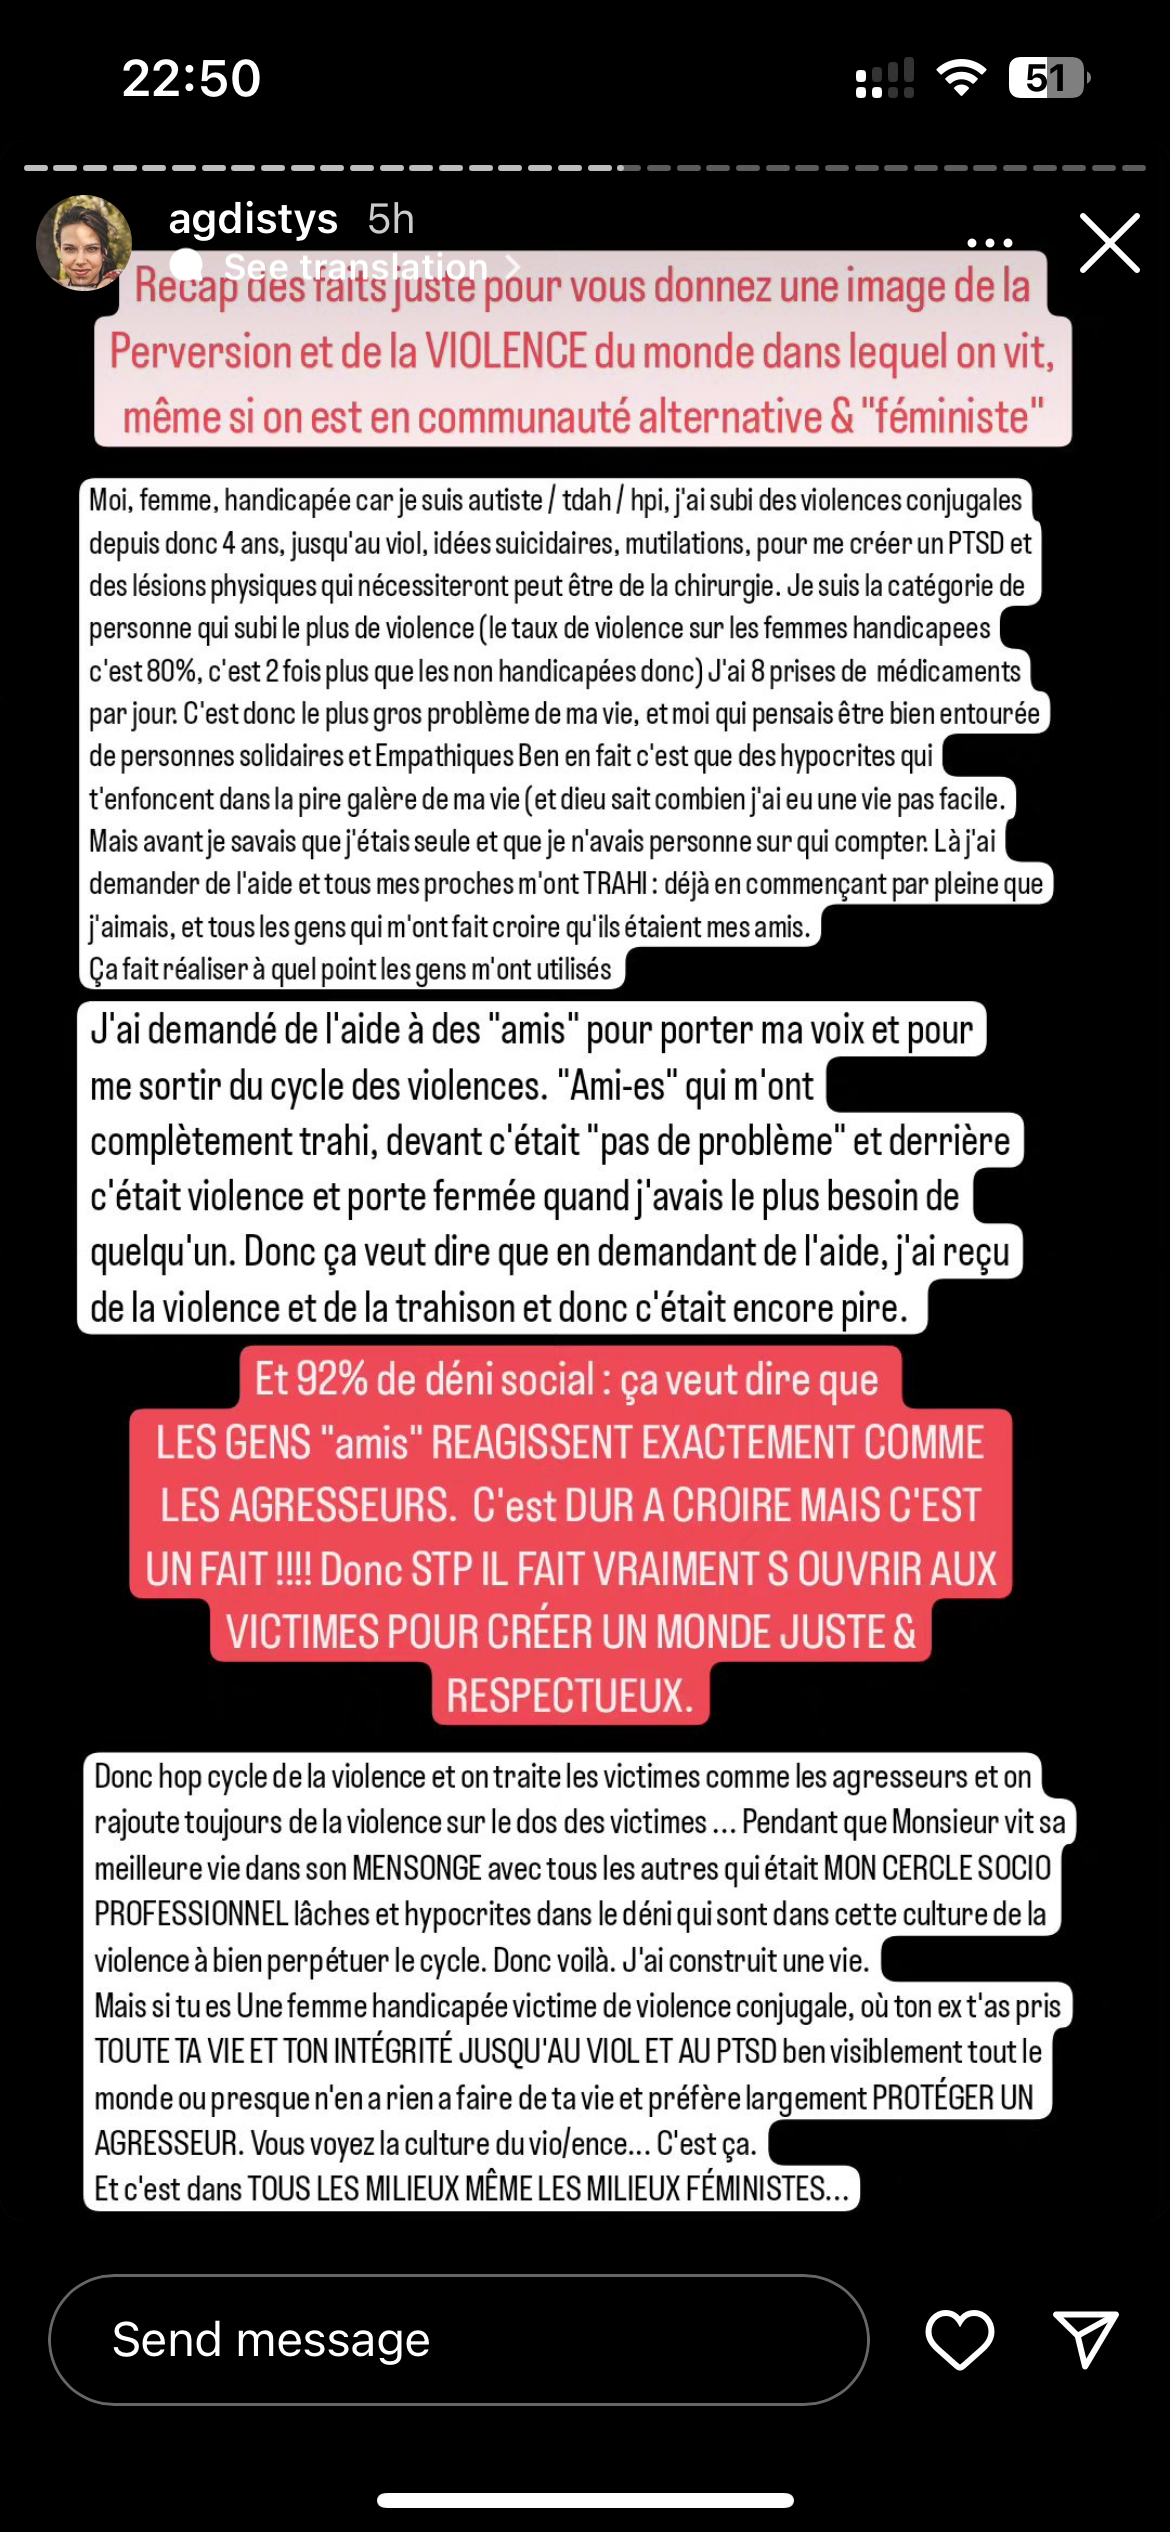 22:50
51
agdistys 5h
See translation >
Recap des faits juste pour vous donnez une image de la
Perversion et de la VIOLENCE du monde dans lequel on vit,
même si on est en communauté alternative & "féministe"
Moi, femme, handicapée car je suis autiste / tdah / hpi, j'ai subi des violences conjugales
depuis donc 4 ans, jusqu'au viol, idées suicidaires, mutilations, pour me créer un PTSD et
des lésions physiques qui nécessiteront peut être de la chirurgie. Je suis la catégorie de
personne qui subi le plus de violence (le taux de violence sur les femmes handicapees
c'est 80%, c'est 2 fois plus que les non handicapées donc) J'ai 8 prises de médicaments
par jour. C'est donc le plus gros problème de ma vie, et moi qui pensais être bien entourée
de personnes solidaires et Empathiques Ben en fait c'est que des hypocrites qui
t'enfoncent dans la pire galère de ma vie (et dieu sait combien j'ai eu une vie pas facile.
Mais avant je savais que j'étais seule et que je n'avais personne sur qui compter. Là j'ai
demander de l'aide et tous mes proches m'ont TRAHI : déjà en commençant par pleine que
j'aimais, et tous les gens qui m'ont fait croire qu'ils étaient mes amis.
Ça fait réaliser à quel point les gens m'ont utilisés
J'ai demandé de l'aide à des "amis" pour porter ma voix et pour
me sortir du cycle des violences. "Ami-es" qui m'ont
complètement trahi, devant c'était "pas de problème" et derrière
c'était violence et porte fermée quand j'avais le plus besoin de
quelqu'un. Donc ça veut dire que en demandant de l'aide, j'ai reçu
de la violence et de la trahison et donc c'était encore pire.
Et 92% de déni social : ça veut dire que
LES GENS "amis" REAGISSENT EXACTEMENT COMME
LES AGRESSEURS. C'est DUR A CROIRE MAIS C'EST
UN FAIT !!!! Donc STP IL FAIT VRAIMENT S OUVRIR AUX
VICTIMES POUR CRÉER UN MONDE JUSTE &
RESPECTUEUX.
Donc hop cycle de la violence et on traite les victimes comme les agresseurs et on
rajoute toujours de la violence sur le dos des victimes ... Pendant que Monsieur vit sa
meilleure vie dans son MENSONGE avec tous les autres qui était MON CERCLE SOCIO
PROFESSIONNEL lâches et hypocrites dans le déni qui sont dans cette culture de la
violence à bien perpétuer le cycle. Donc voilà. J'ai construit une vie.
Mais si tu es Une femme handicapée victime de violence conjugale, où ton ex t'as pris
TOUTE TA VIE ET TON INTÉGRITÉ JUSQU'AU VIOL ET AU PTSD ben visiblement tout le
monde ou presque n'en a rien a faire de ta vie et préfère largement PROTÉGER UN
AGRESSEUR. Vous voyez la culture du vio/ence... C'est ça.
Et c'est dans TOUS LES MILIEUX MÊME LES MILIEUX FÉMINISTES...
Send message